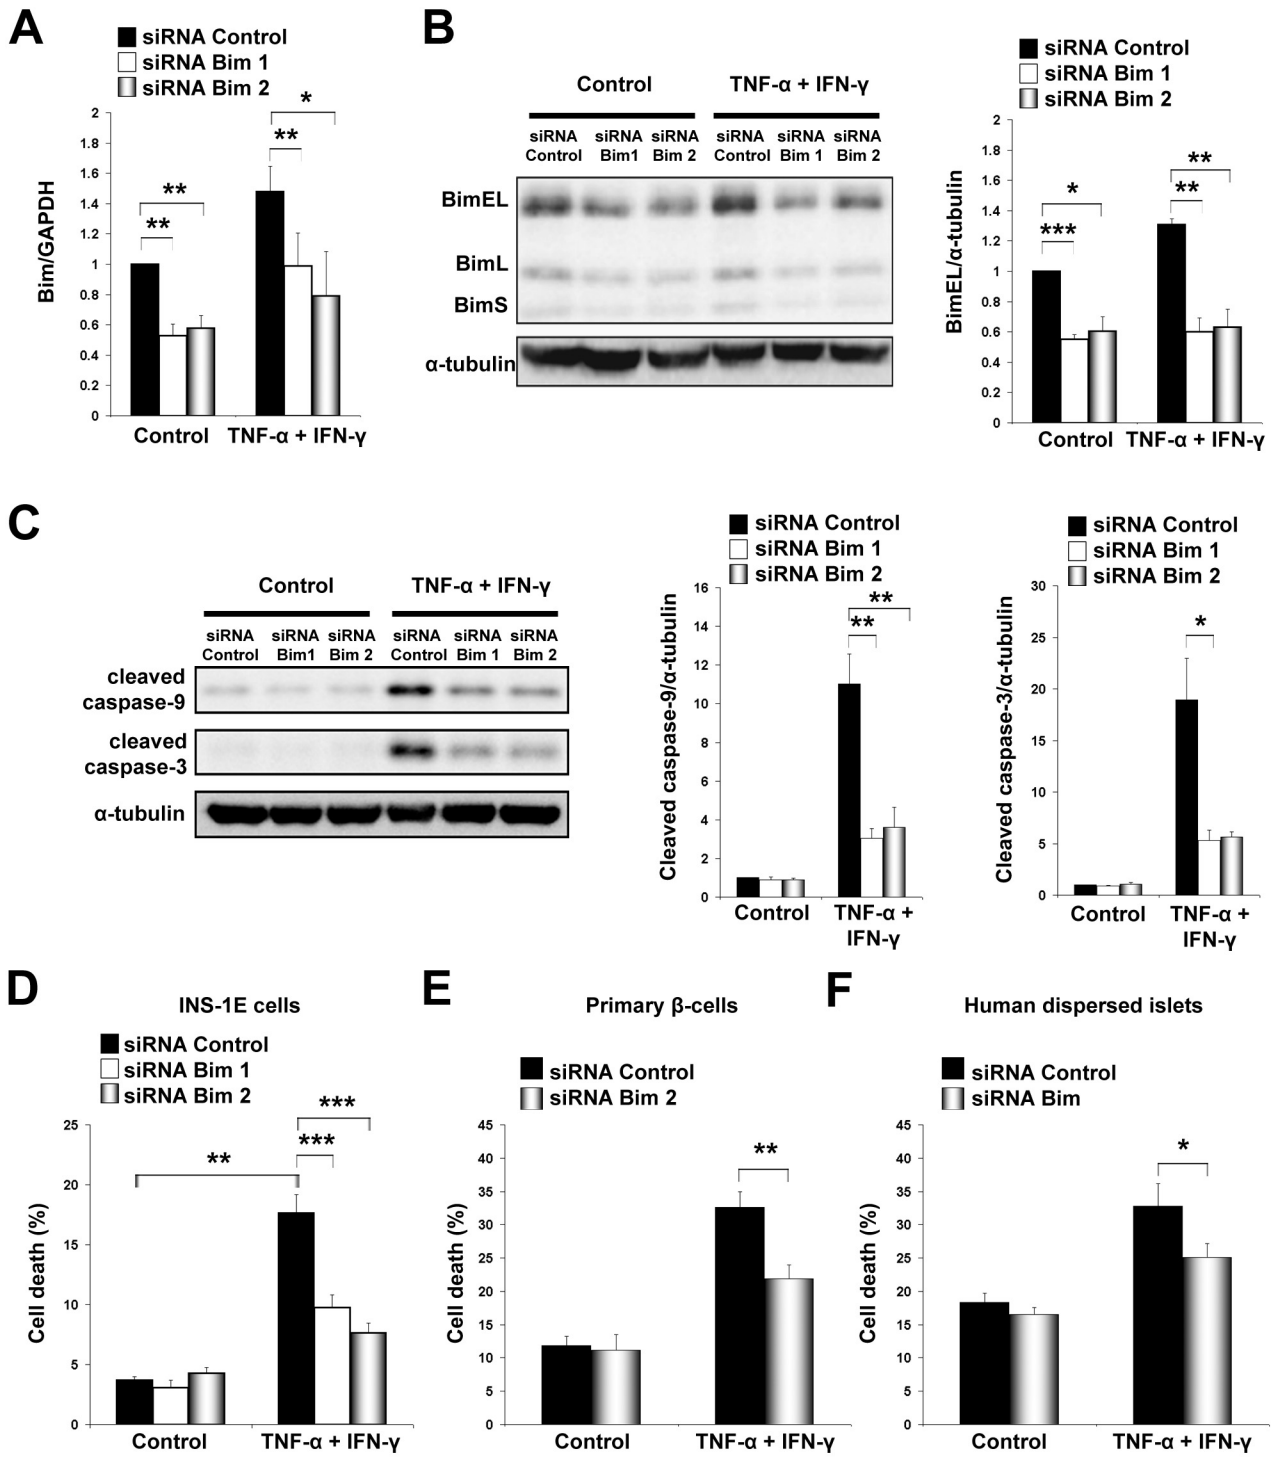 A
siRNA Control
siRNA Bim 1
siRNA Bim 2
Bim/GAPDH
2
1.8
1.6
1.4
1.2
1
0.8
0.6
0.4
0.2
0
**
**
**
*
Control
TNF-α + IFN-γ
B
Control
TNF-α + IFN-γ
siRNA Control
siRNA Bim1
siRNA Bim 2
siRNA Control
siRNA Bim 1
siRNA Bim 2
BimEL
BimL
BimS
α-tubulin
siRNA Control
siRNA Bim 1
siRNA Bim 2
BimEL/α-tubulin
2
1.8
1.6
1.4
1.2
1
0.8
0.6
0.4
0.2
0
***
*
**
**
Control
TNF-α + IFN-γ
C
Control
TNF-α + IFN-γ
siRNA Control
siRNA Bim1
siRNA Bim 2
siRNA Control
siRNA Bim 1
siRNA Bim 2
cleaved
caspase-9
cleaved
caspase-3
α-tubulin
siRNA Control
siRNA Bim 1
siRNA Bim 2
Cleaved caspase-9/α-tubulin
16
14
12
10
8
6
4
2
0
**
**
Control
TNF-α +
IFN-γ
siRNA Control
siRNA Bim 1
siRNA Bim 2
Cleaved caspase-3/α-tubulin
30
25
20
15
10
5
0
*
Control
TNF-α +
IFN-γ
D
INS-1E cells
siRNA Control
siRNA Bim 1
siRNA Bim 2
Cell death (%)
25
20
15
10
5
0
**
***
***
Control
TNF-α + IFN-γ
E
Primary β-cells
siRNA Control
siRNA Bim 2
Cell death (%)
45
40
35
30
25
20
15
10
5
0
**
Control
TNF-α + IFN-γ
F
Human dispersed islets
siRNA Control
siRNA Bim
Cell death (%)
45
40
35
30
25
20
15
10
5
0
*
Control
TNF-α + IFN-γ